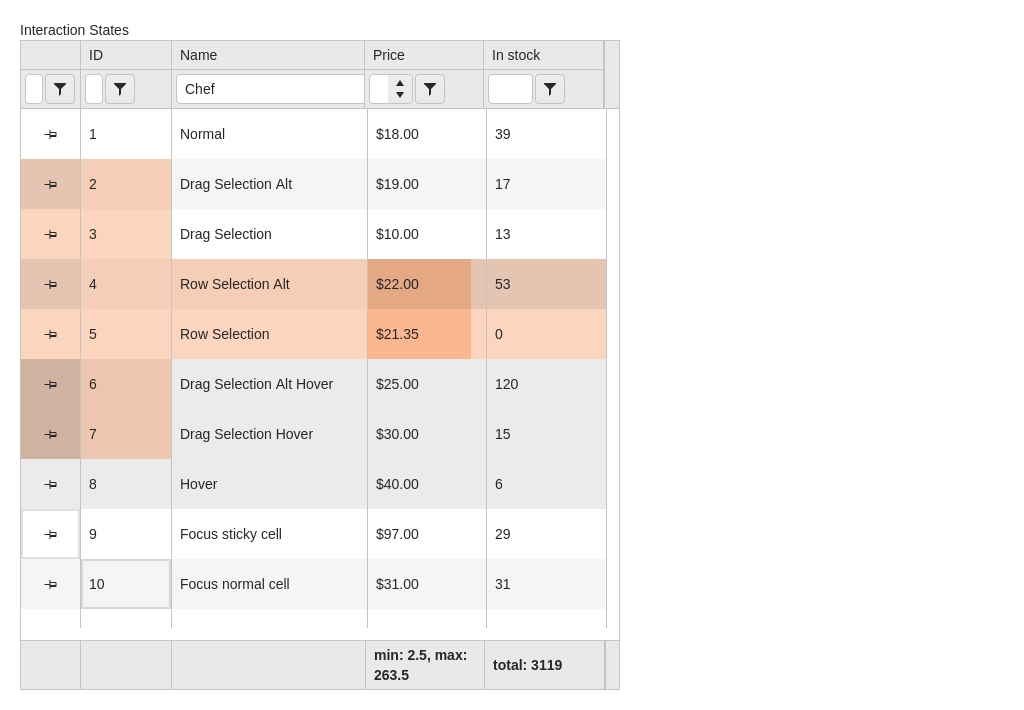 Interaction States
ID Name Price In stock
Chef
1 Normal $18.00 39
2 Drag Selection Alt $19.00 17
3 Drag Selection $10.00 13
4 Row Selection Alt $22.00 53
5 Row Selection $21.35 0
6 Drag Selection Alt Hover $25.00 120
7 Drag Selection Hover $30.00 15
8 Hover $40.00 6
9 Focus sticky cell $97.00 29
10 Focus normal cell $31.00 31
min: 2.5, max:
263.5
total: 3119